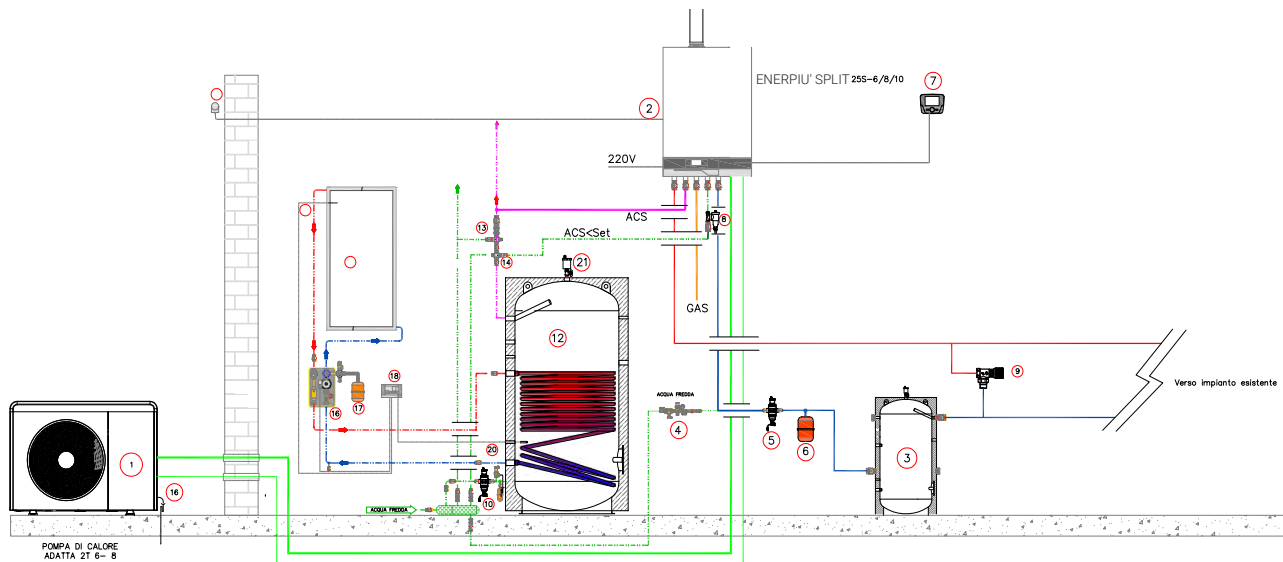 ENERPIU' SPLIT 25S-6/8/10
7
2
220V
ACS
8
13
ACS<Set
14
21
GAS
12
18
9
Verso impianto esistente
17
16
ACQUA FREDDA
4
5
6
20
3
1
16
10
ACQUA FREDDA
POMPA DI CALORE
ADATTA 2T 6- 8